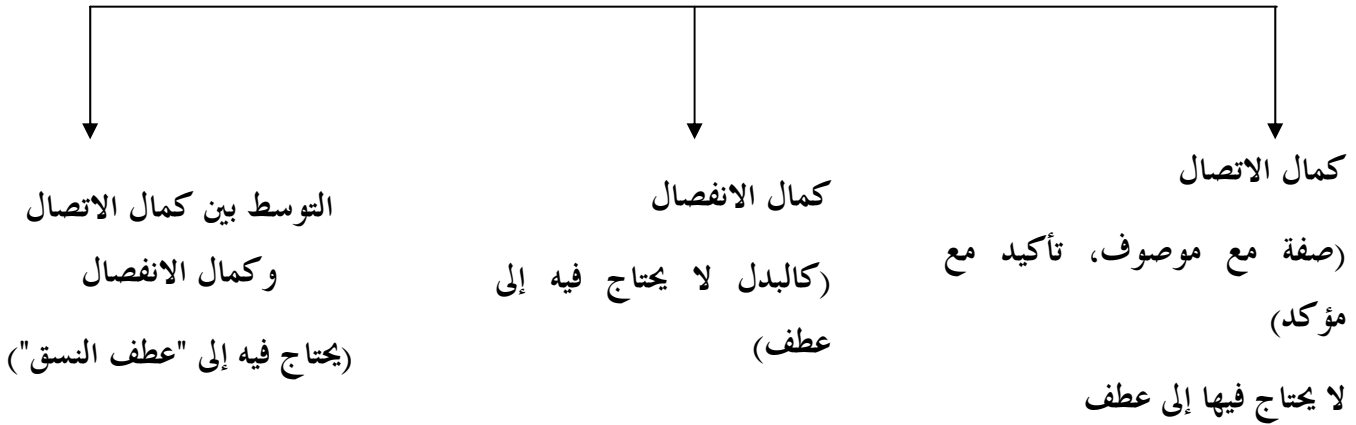 كمال الاتصال
(صفة مع موصوف، تأكيد مع
مؤكد)
لا يحتاج فيها إلى عطف
كمال الانفصال
(كالبدل لا يحتاج فيه إلى
عطف)
التوسط بين كمال الاتصال
وكمال الانفصال
(يحتاج فيه إلى "عطف النسق")